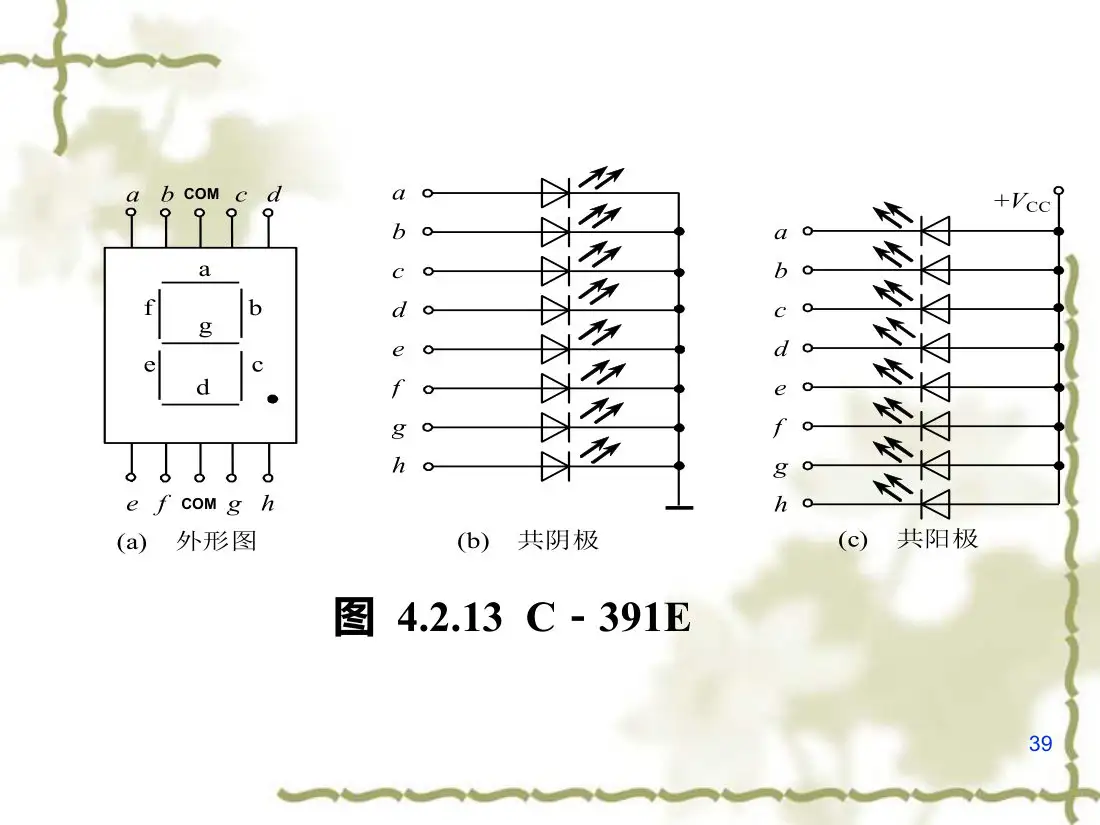 a b COM c d
a
f b
g
e c
d
e f COM g h
(a) 外形图
a
b
c
d
e
f
g
h
(b) 共阴极
+VCC
a
b
c
d
e
f
g
h
(c) 共阳极
图 4.2.13 C - 391E
39